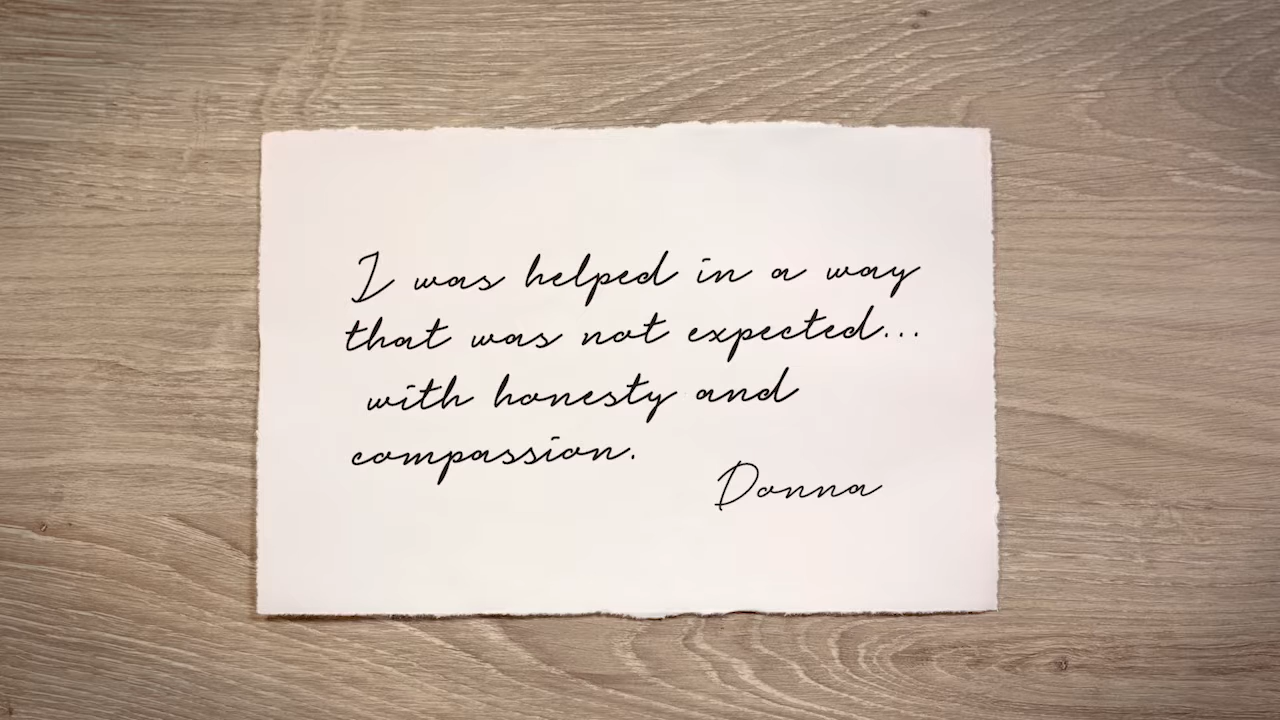 I was helped in a way
that was not expected...
with honesty and
compassion.
Donna